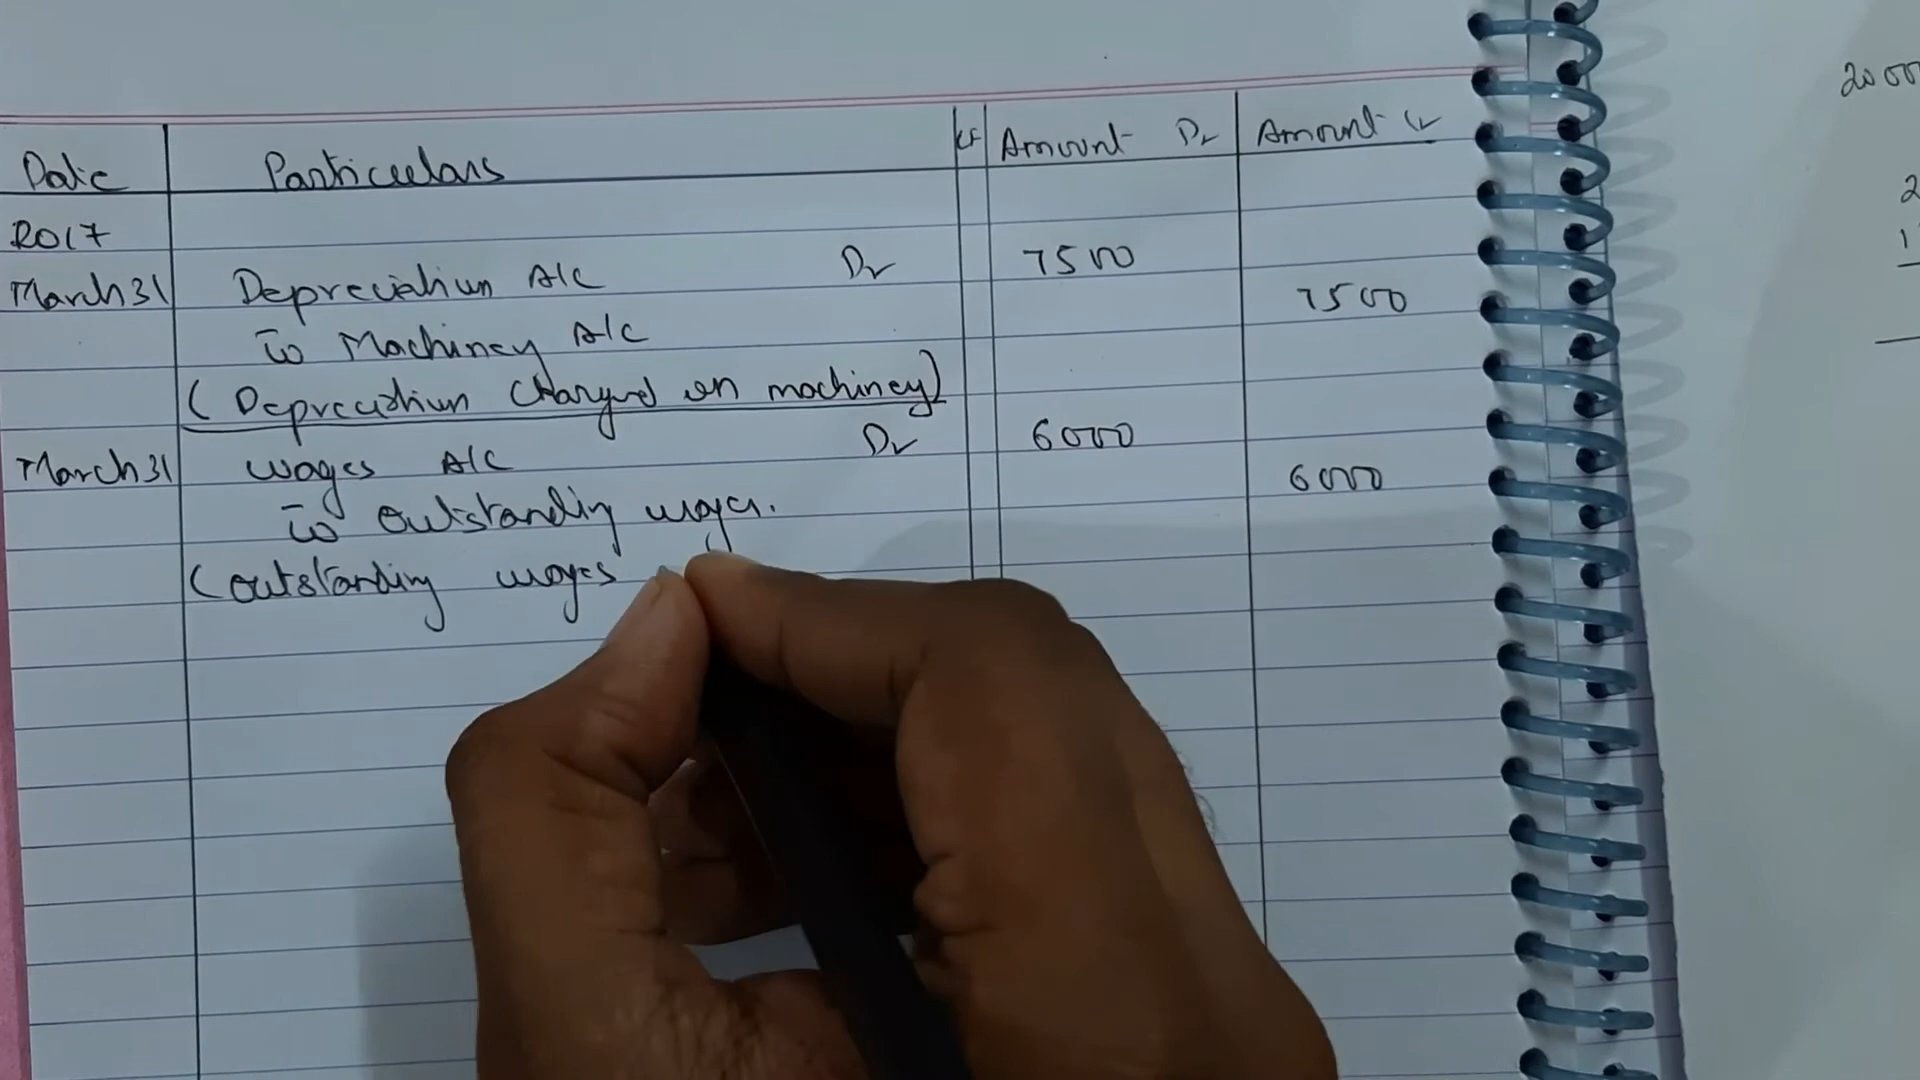 Date Particulars LF Amount Dr Amount Cr
2017
March 31 Depreciation A/C Dr 7500
To Machinery A/C 7500
(Depreciation Charged on machinery)
March 31 wages A/C Dr 6000
To Outstanding wages. 6000
(outstanding wages